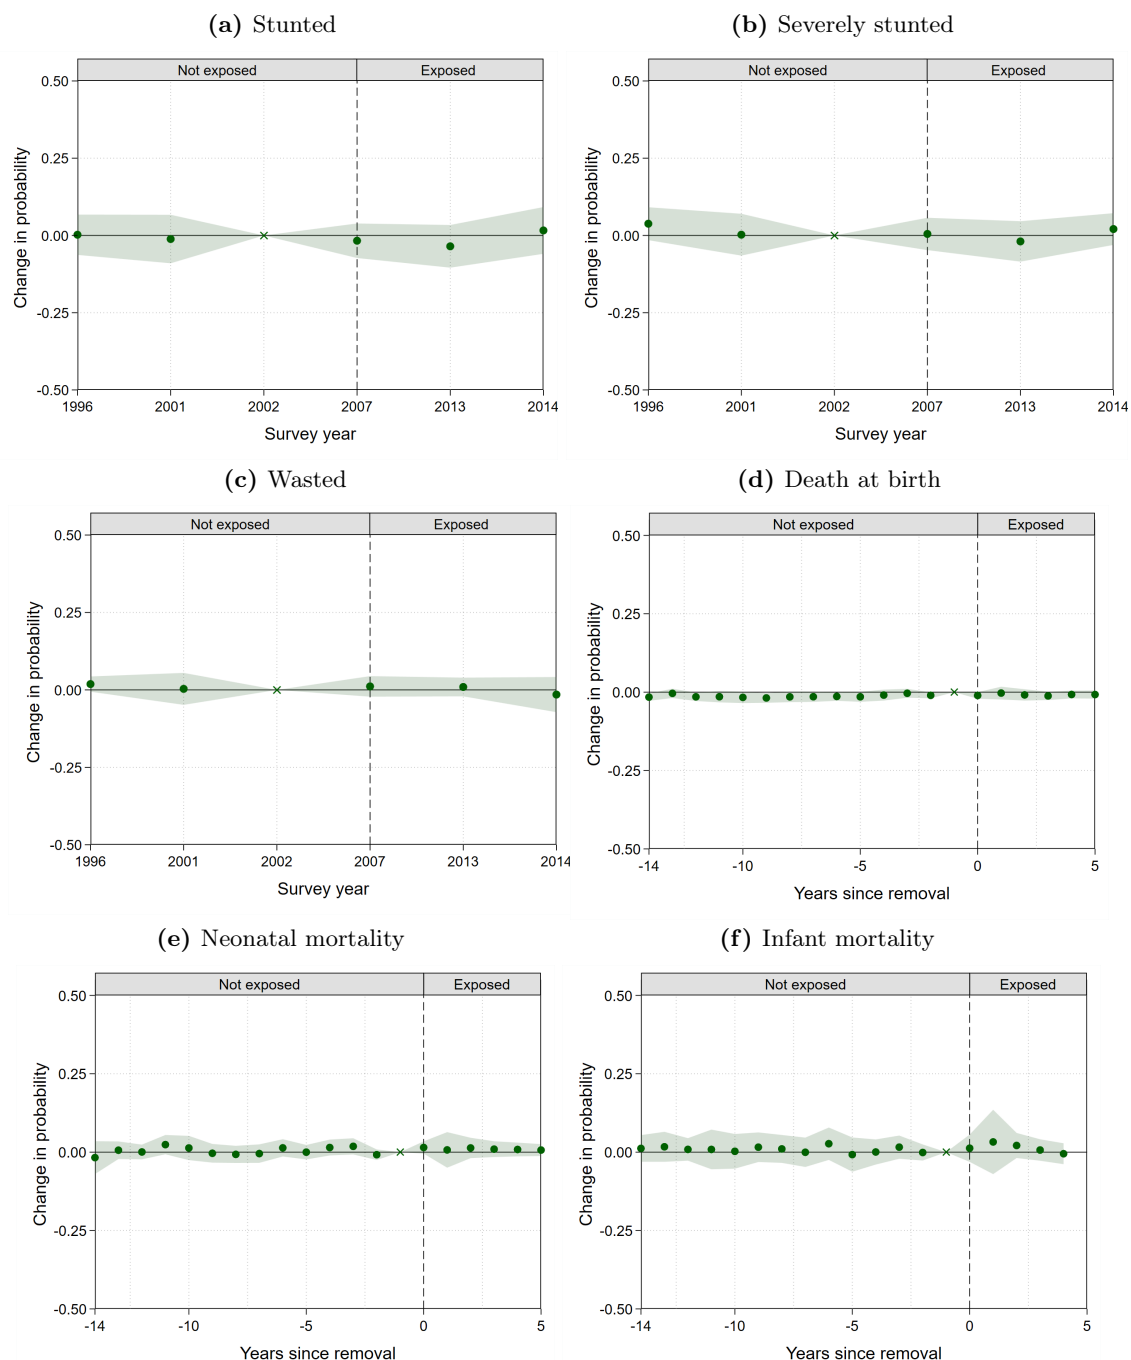 (a) Stunted
Not exposed Exposed
0.50
0.25
0.00
-0.25
-0.50
Change in probability
1996 2001 2002 2007 2013 2014
Survey year
(b) Severely stunted
Not exposed Exposed
0.50
0.25
0.00
-0.25
-0.50
Change in probability
1996 2001 2002 2007 2013 2014
Survey year
(c) Wasted
Not exposed Exposed
0.50
0.25
0.00
-0.25
-0.50
Change in probability
1996 2001 2002 2007 2013 2014
Survey year
(d) Death at birth
Not exposed Exposed
0.50
0.25
0.00
-0.25
-0.50
Change in probability
-14 -10 -5 0 5
Years since removal
(e) Neonatal mortality
Not exposed Exposed
0.50
0.25
0.00
-0.25
-0.50
Change in probability
-14 -10 -5 0 5
Years since removal
(f) Infant mortality
Not exposed Exposed
0.50
0.25
0.00
-0.25
-0.50
Change in probability
-14 -10 -5 0 5
Years since removal